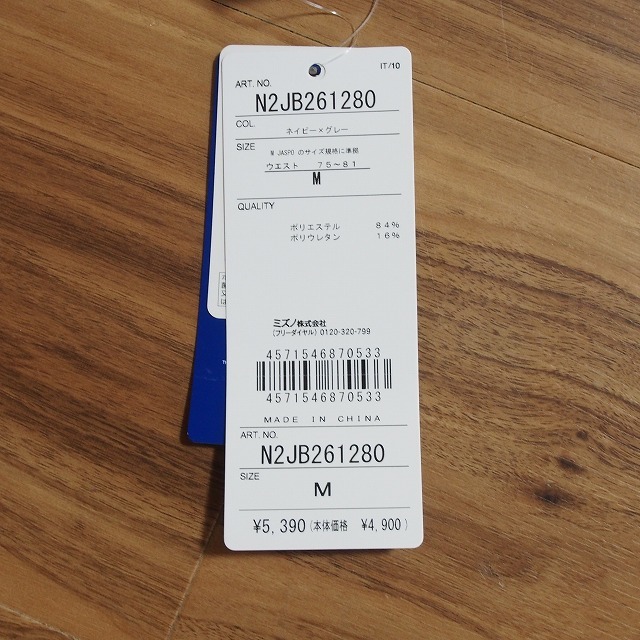 IT/10
ART. NO.
N2JB261280
COL.
ネイビー×グレー
SIZE
M JASPO のサイズ規格に準拠
ウエスト 75～81
M
QUALITY
ポリエステル 84%
ポリウレタン 16%
ミズノ株式会社
(フリーダイヤル) 0120-320-799
4571546870533
4571546870533
MADE IN CHINA
ART. NO.
N2JB261280
SIZE
M
¥5,390 (本体価格 ¥4,900)